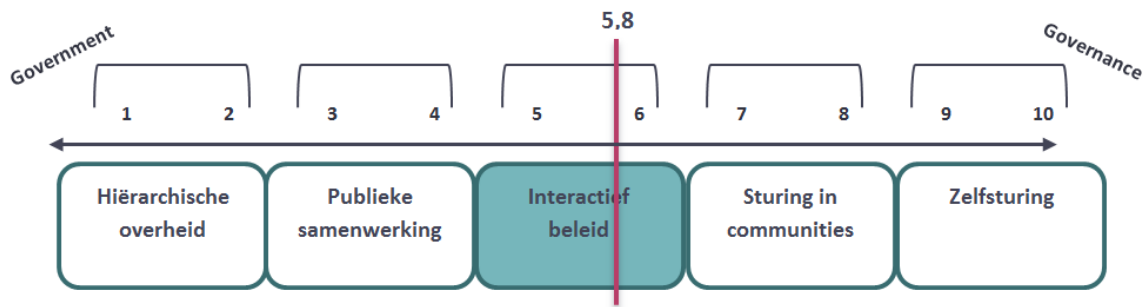 5,8
Government
Governance
1 2 3 4 5 6 7 8 9 10
Hiërarchische
overheid
Publieke
samenwerking
Interactief
beleid
Sturing in
communities
Zelfsturing